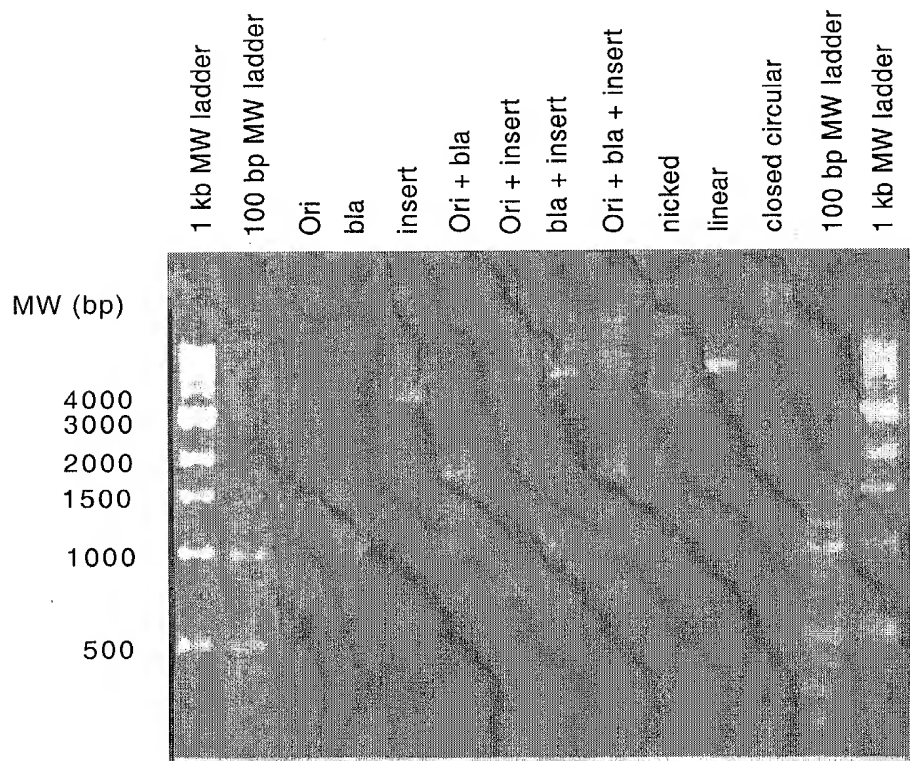 1 kb MW ladder
100 bp MW ladder
Ori
bla
insert
Ori + bla
Ori + insert
bla + insert
Ori + bla + insert
nicked
linear
closed circular
100 bp MW ladder
1 kb MW ladder
MW (bp)
4000
3000
2000
1500
1000
500